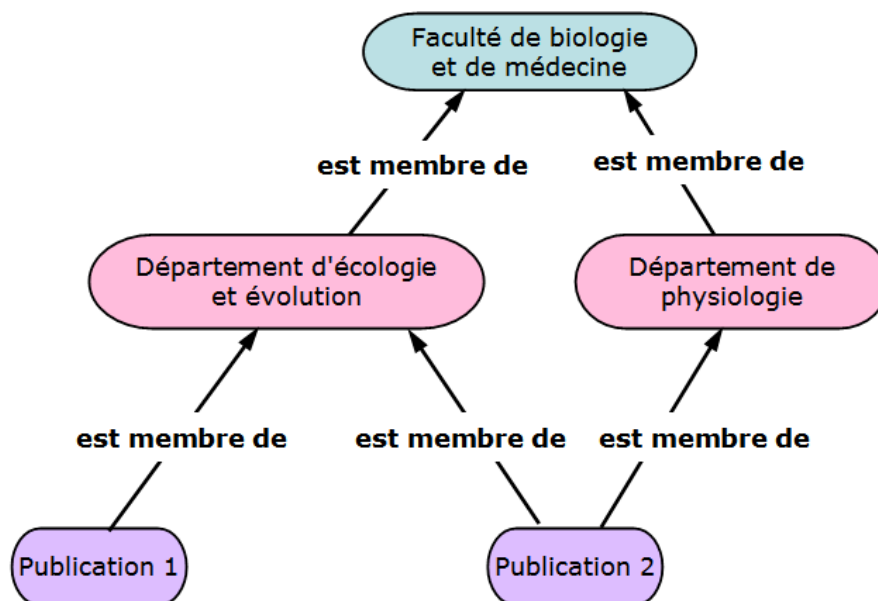 Faculté de biologie
et de médecine
est membre de
est membre de
Département d'écologie
et évolution
Département de
physiologie
est membre de
est membre de
est membre de
Publication 1
Publication 2